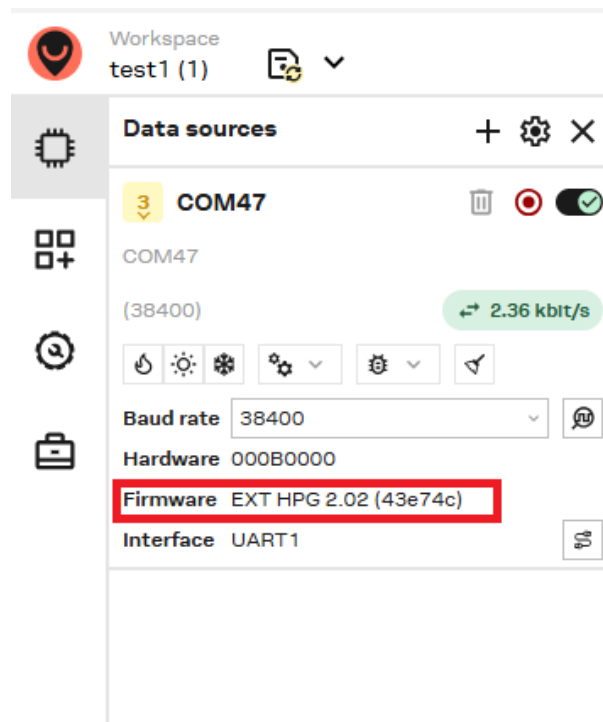 Workspace
test1 (1)
Data sources
3 COM47
COM47
(38400) 2.36 kbit/s
Baud rate 38400
Hardware 000B0000
Firmware EXT HPG 2.02 (43e74c)
Interface UART1